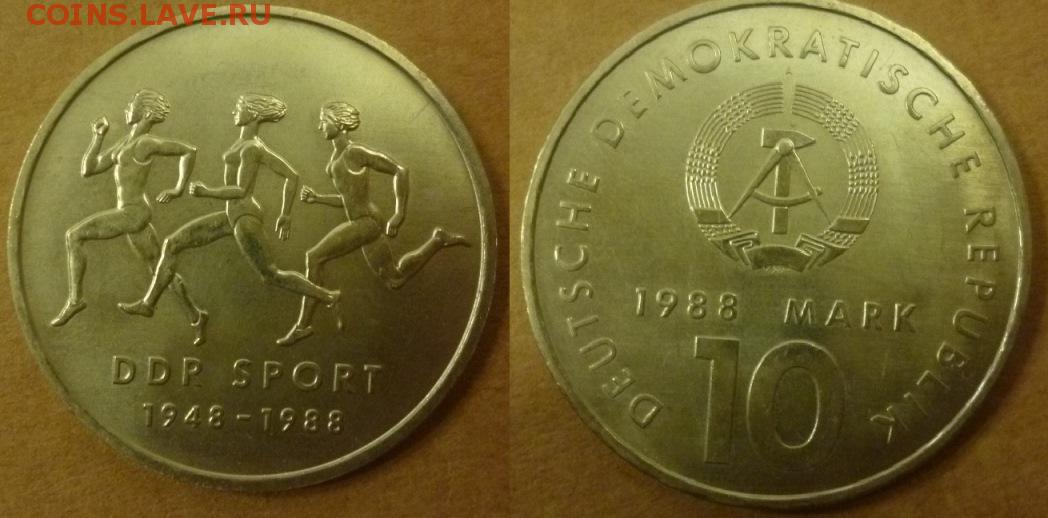 COINS.LAVE.RU
DDR SPORT
1948-1988
DEUTSCHE DEMOKRATISCHE REPUBLIK
1988 MARK
10